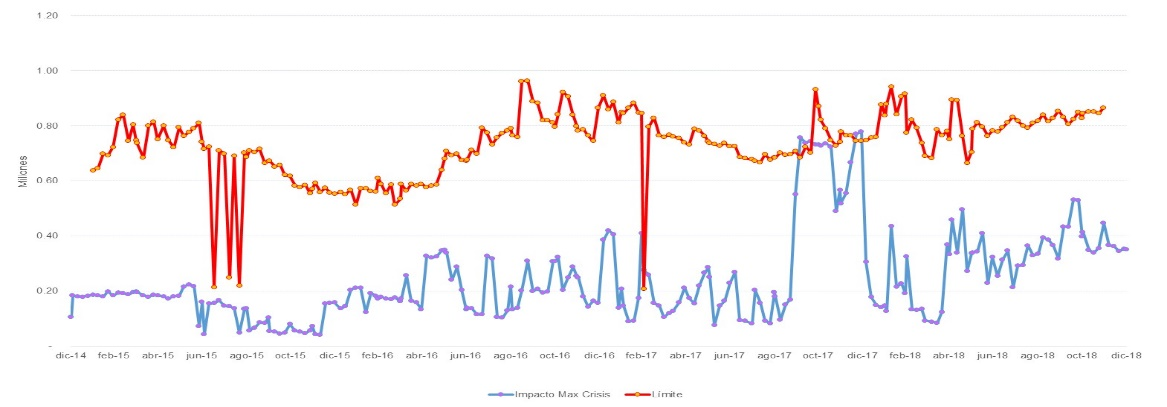 1.20
1.00
0.80
0.60
0.40
0.20
-
Milones
dic-14 feb-15 abr-15 jun-15 ago-15 oct-15 dic-15 feb-16 abr-16 jun-16 ago-16 oct-16 dic-16 feb-17 abr-17 jun-17 ago-17 oct-17 dic-17 feb-18 abr-18 jun-18 ago-18 oct-18 dic-18
Impacto Max Crisis Límite